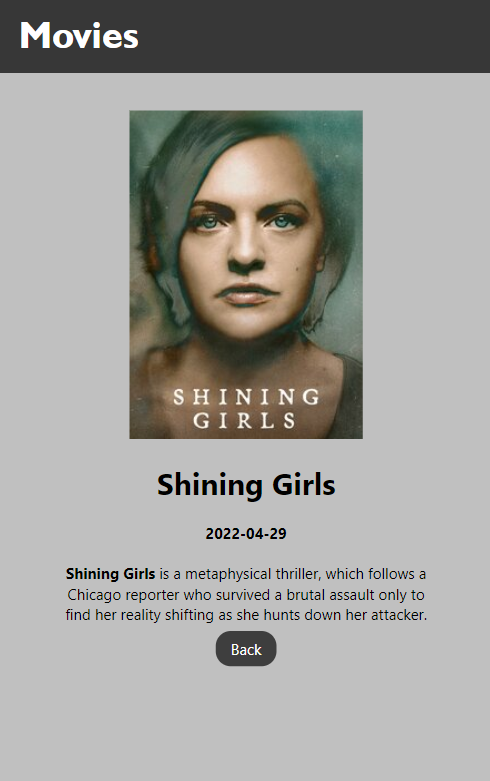 Movies
SHINING
GIRLS
Shining Girls
2022-04-29
Shining Girls is a metaphysical thriller, which follows a
Chicago reporter who survived a brutal assault only to
find her reality shifting as she hunts down her attacker.
Back